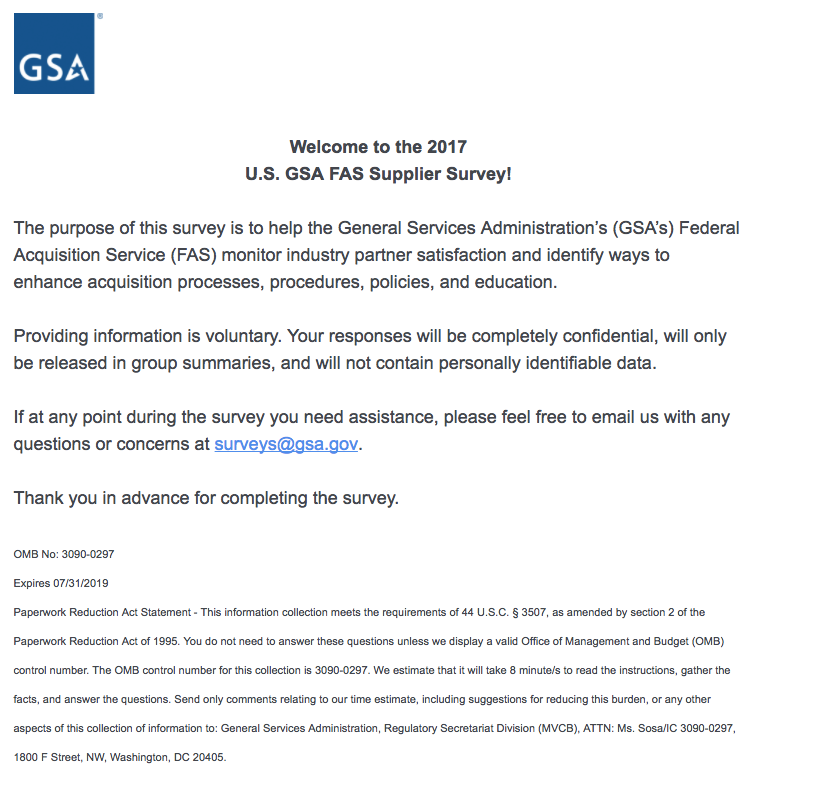 ®
GSA
Welcome to the 2017
U.S. GSA FAS Supplier Survey!
The purpose of this survey is to help the General Services Administration’s (GSA’s) Federal
Acquisition Service (FAS) monitor industry partner satisfaction and identify ways to
enhance acquisition processes, procedures, policies, and education.
Providing information is voluntary. Your responses will be completely confidential, will only
be released in group summaries, and will not contain personally identifiable data.
If at any point during the survey you need assistance, please feel free to email us with any
questions or concerns at surveys@gsa.gov.
Thank you in advance for completing the survey.
OMB No: 3090-0297
Expires 07/31/2019
Paperwork Reduction Act Statement - This information collection meets the requirements of 44 U.S.C. § 3507, as amended by section 2 of the
Paperwork Reduction Act of 1995. You do not need to answer these questions unless we display a valid Office of Management and Budget (OMB)
control number. The OMB control number for this collection is 3090-0297. We estimate that it will take 8 minute/s to read the instructions, gather the
facts, and answer the questions. Send only comments relating to our time estimate, including suggestions for reducing this burden, or any other
aspects of this collection of information to: General Services Administration, Regulatory Secretariat Division (MVCB), ATTN: Ms. Sosa/IC 3090-0297,
1800 F Street, NW, Washington, DC 20405.